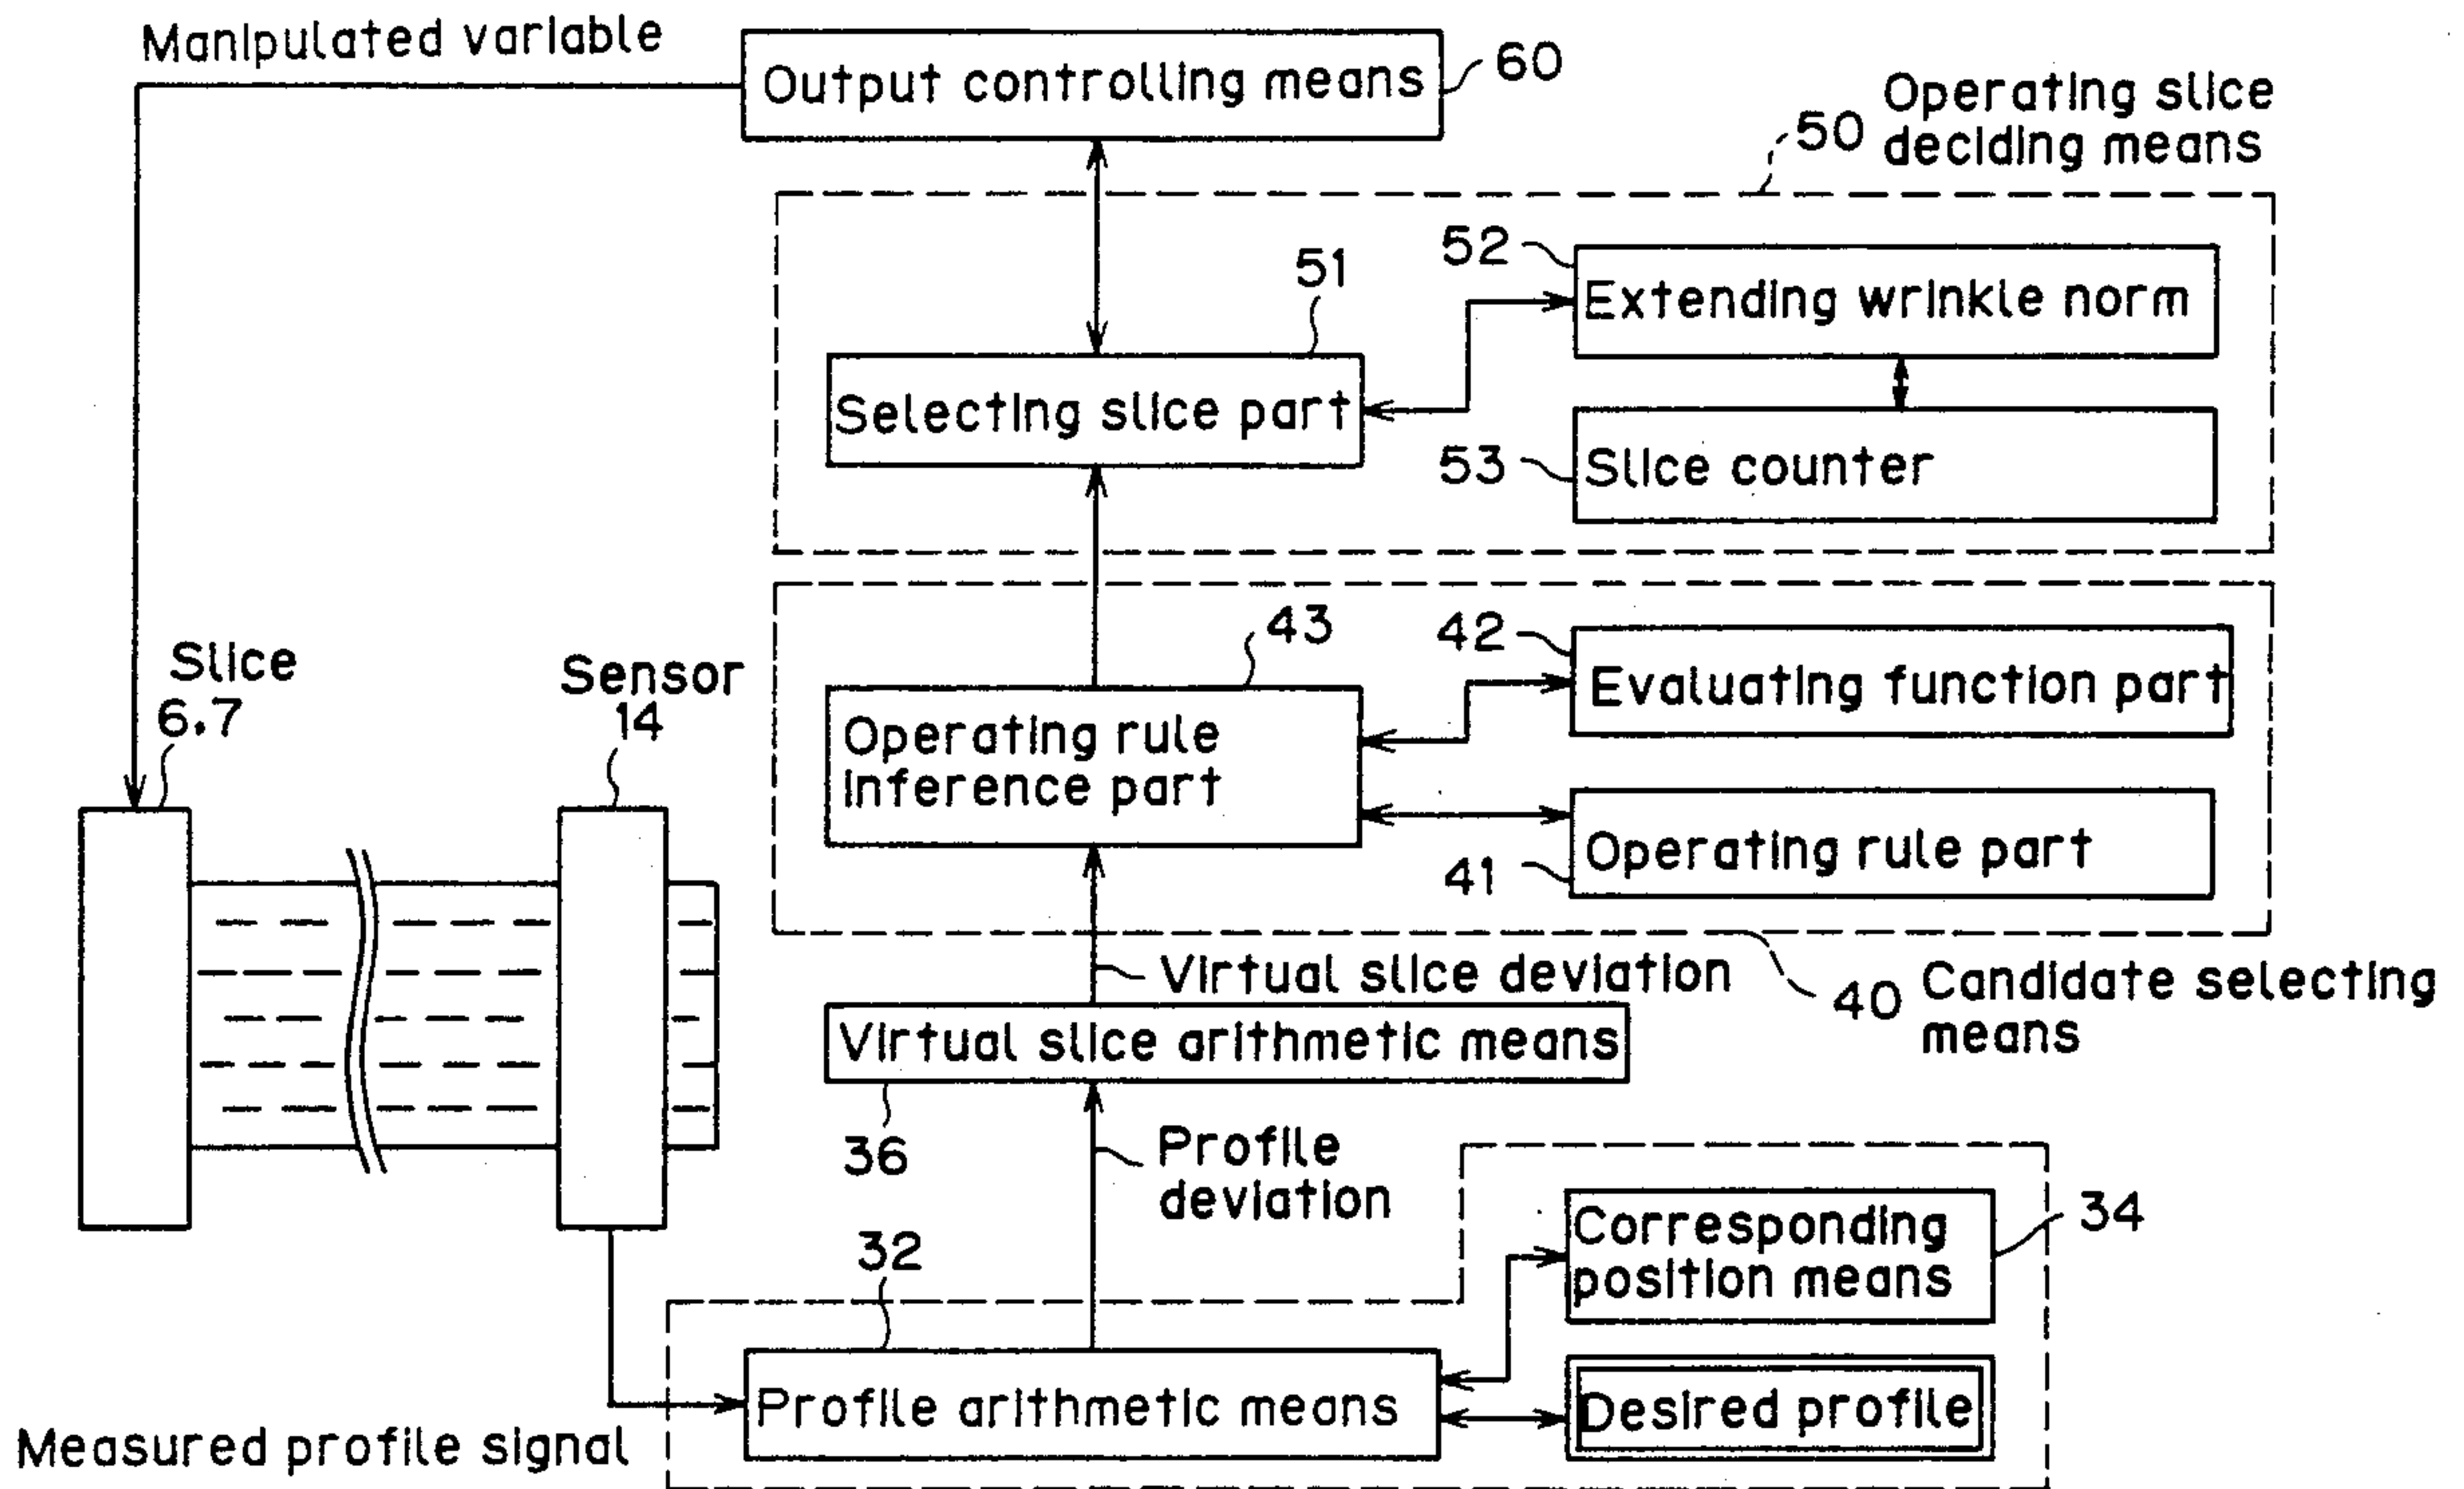 Manipulated variable
Output controlling means
60
Operating slice
deciding means
50
52
Extending wrinkle norm
51
Selecting slice part
53
Slice counter
43
42
Evaluating function part
Slice
6.7
Sensor
14
Operating rule
inference part
41
Operating rule part
Virtual slice deviation
40
Candidate selecting
means
Virtual slice arithmetic means
36
Profile
deviation
32
Corresponding
position means
34
Profile arithmetic means
Desired profile
Measured profile signal